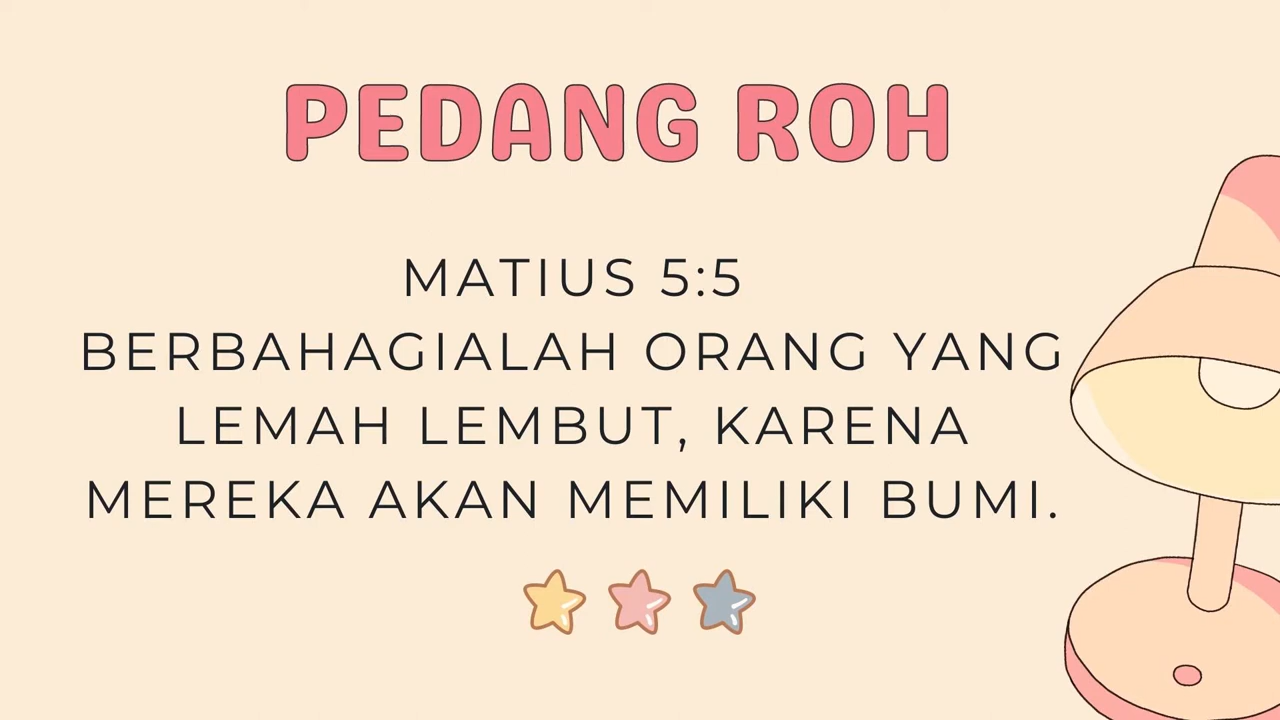 PEDANG ROH
MATIUS 5:5
BERBAHAGIALAH ORANG YANG
LEMAH LEMBUT, KARENA
MEREKA AKAN MEMILIKI BUMI.